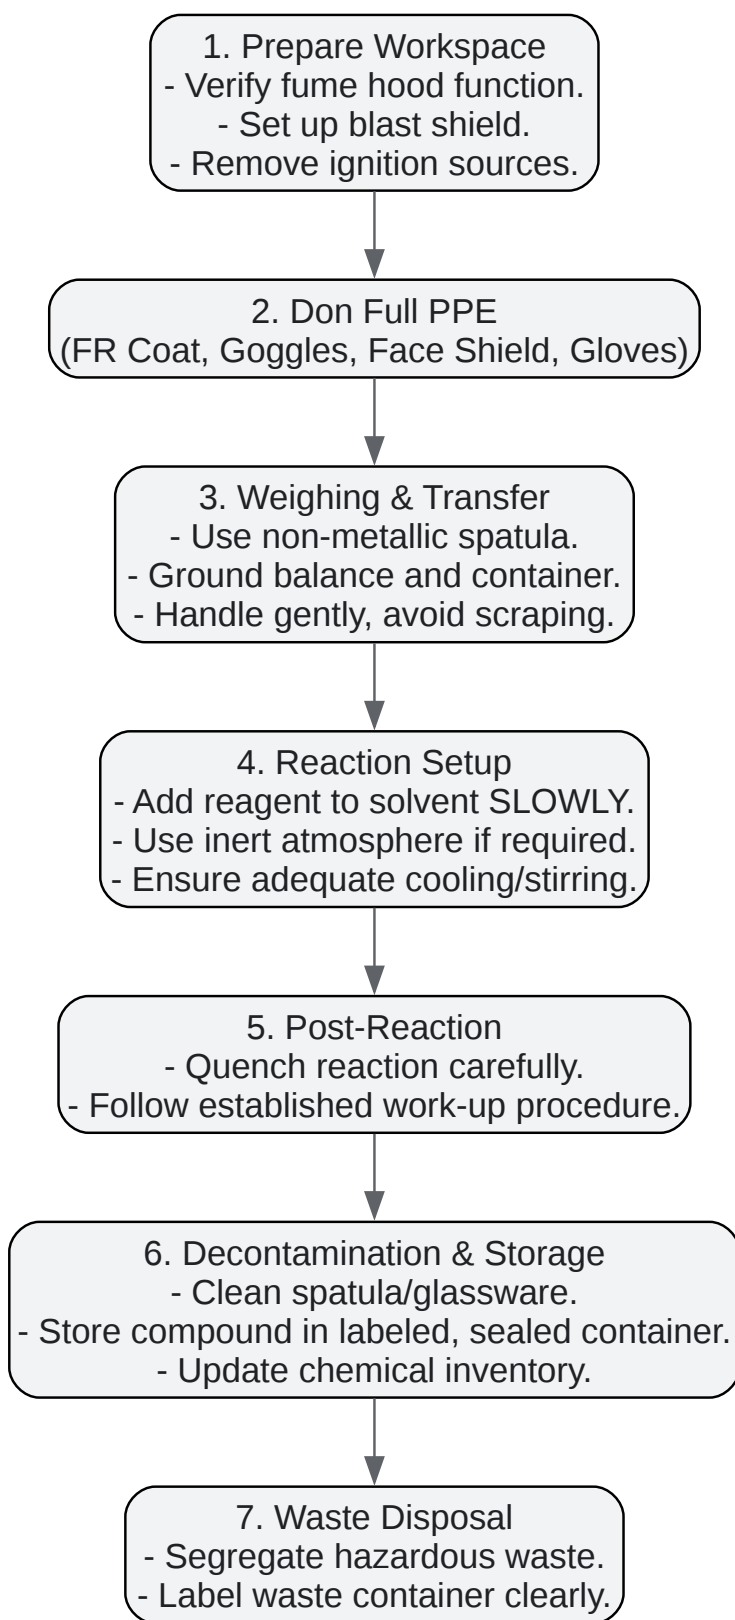 1. Prepare Workspace
- Verify fume hood function.
- Set up blast shield.
- Remove ignition sources.
2. Don Full PPE
(FR Coat, Goggles, Face Shield, Gloves)
3. Weighing & Transfer
- Use non-metallic spatula.
- Ground balance and container.
- Handle gently, avoid scraping.
4. Reaction Setup
- Add reagent to solvent SLOWLY.
- Use inert atmosphere if required.
- Ensure adequate cooling/stirring.
5. Post-Reaction
- Quench reaction carefully.
- Follow established work-up procedure.
6. Decontamination & Storage
- Clean spatula/glassware.
- Store compound in labeled, sealed container.
- Update chemical inventory.
7. Waste Disposal
- Segregate hazardous waste.
- Label waste container clearly.